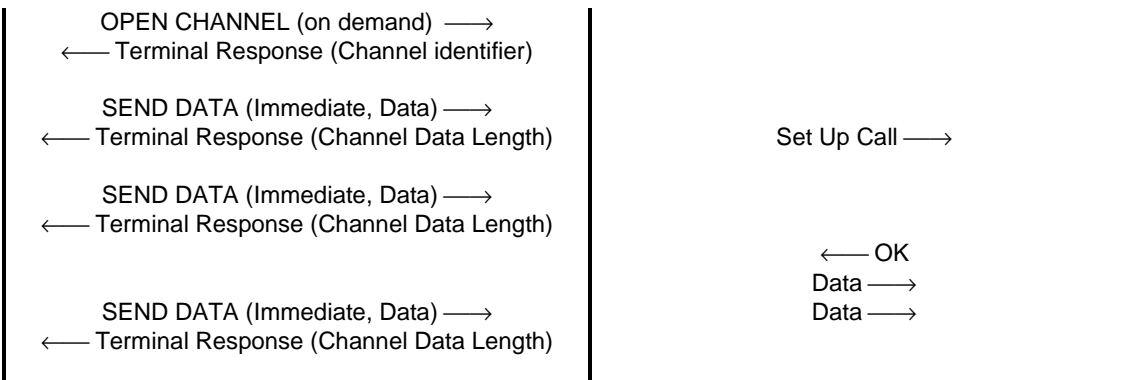 OPEN CHANNEL (on demand) ⟶
⟵ Terminal Response (Channel identifier)
SEND DATA (Immediate, Data) ⟶
⟵ Terminal Response (Channel Data Length)
Set Up Call ⟶
SEND DATA (Immediate, Data) ⟶
⟵ Terminal Response (Channel Data Length)
⟵ OK
Data ⟶
SEND DATA (Immediate, Data) ⟶
Data ⟶
⟵ Terminal Response (Channel Data Length)